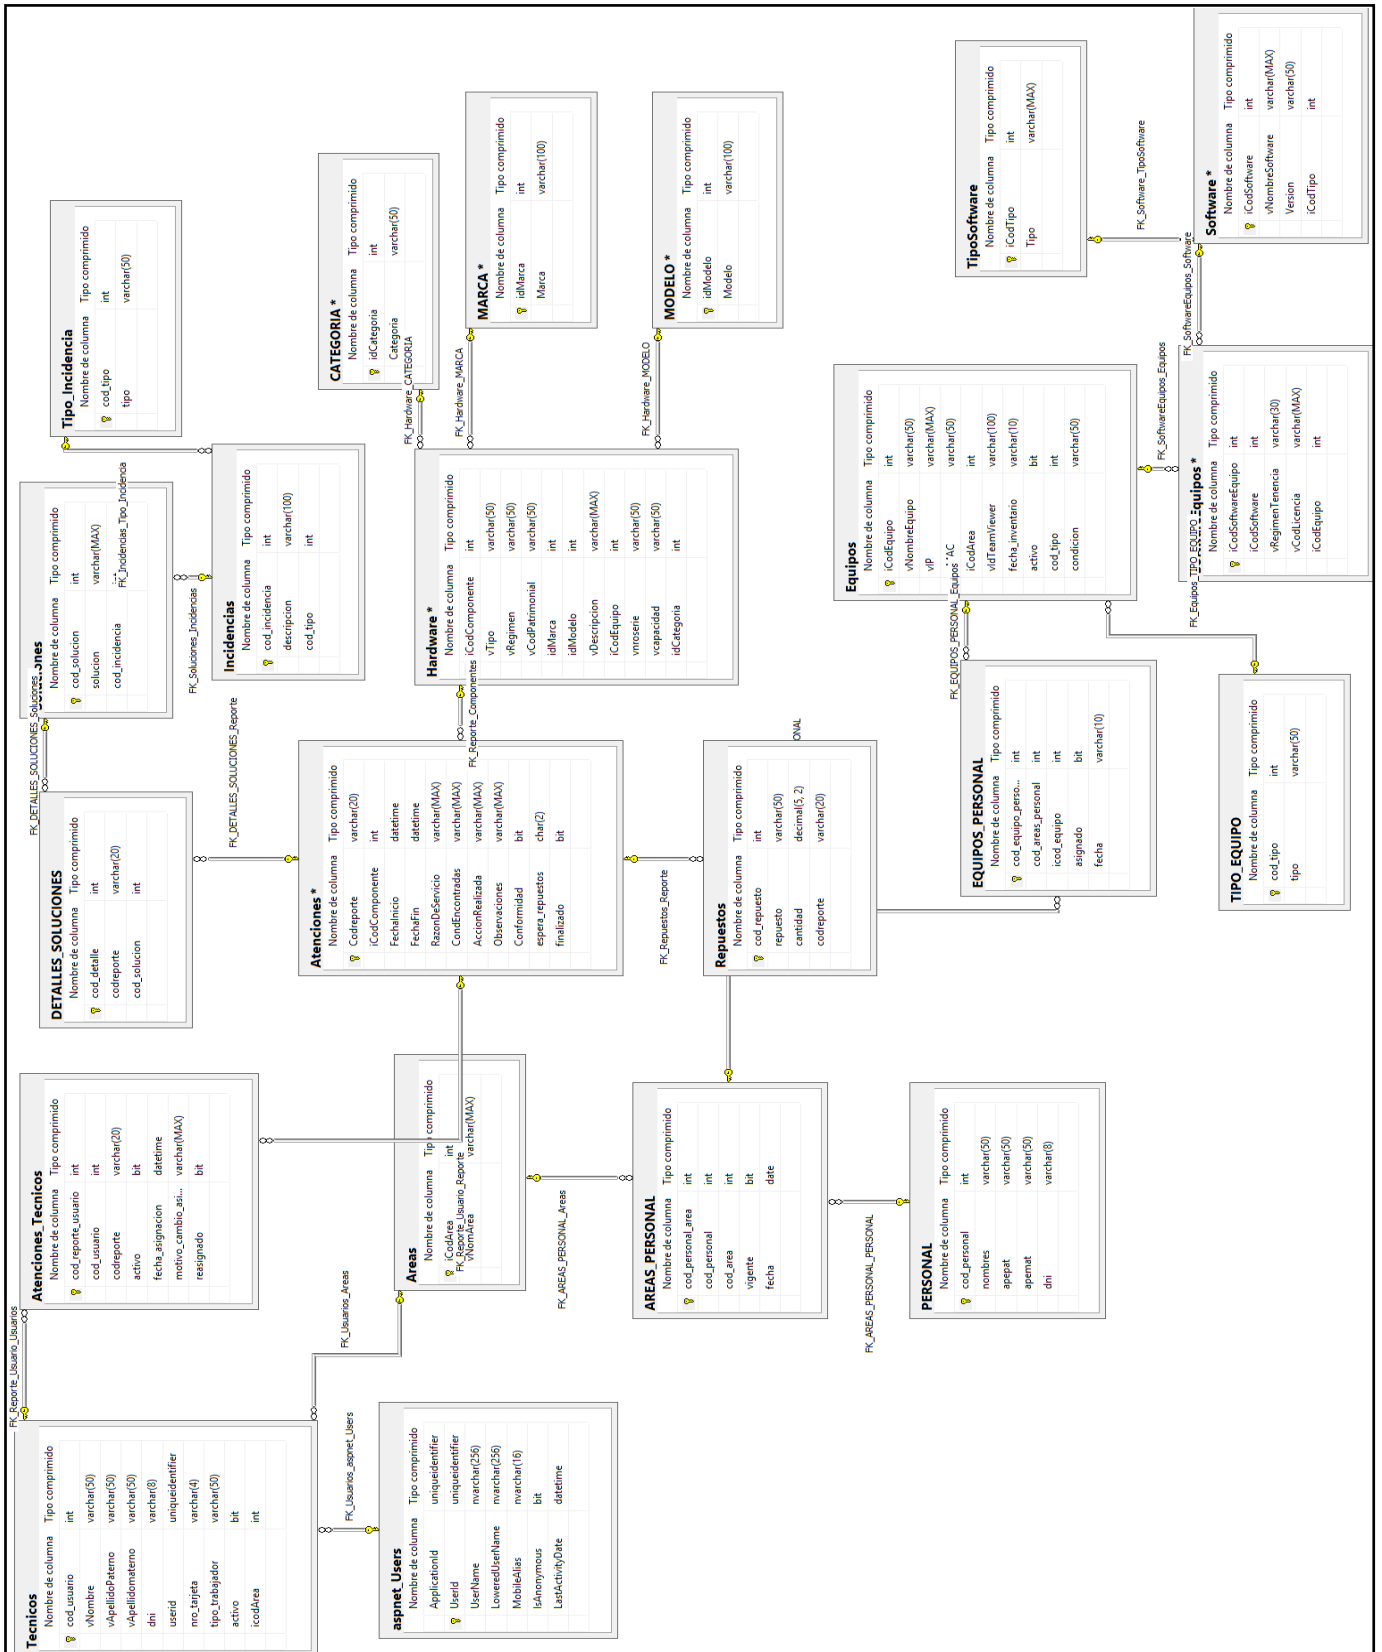 Tecnicos
Nombre de columna Tipo comprimido
cod_usuario int
vNombre varchar(50)
vApellidoPaterno varchar(50)
vApellidomaterno varchar(50)
dni varchar(8)
userid uniqueidentifier
nro_tarjeta varchar(4)
tipo_trabajador varchar(50)
activo bit
icodArea int
FK_Reporte_Usuario_Usuarios
Atenciones_Tecnicos
Nombre de columna Tipo comprimido
cod_reporte_usuario int
cod_usuario int
codreporte varchar(20)
activo bit
fecha_asignacion datetime
motivo_cambio_asi... varchar(MAX)
reasignado bit
DETALLES_SOLUCIONES
Nombre de columna Tipo comprimido
cod_detalle int
codreporte varchar(20)
cod_solucion int
FK_DETALLES_SOLUCIONES_Soluciones
Nombre de columna Tipo comprimido
cod_solucion int
solucion varchar(MAX)
cod_incidencia
Tipo_Incidencia
Nombre de columna Tipo comprimido
cod_tipo int
tipo varchar(50)
FK_Incidencias_Tipo_Incidencia
FK_Soluciones_Incidencias
Incidencias
Nombre de columna Tipo comprimido
cod_incidencia int
descripcion varchar(100)
cod_tipo int
FK_DETALLES_SOLUCIONES_Reporte
FK_Usuarios_Areas
FK_Usuarios_aspnet_Users
aspnet_Users
Nombre de columna Tipo comprimido
ApplicationId uniqueidentifier
UserId uniqueidentifier
UserName nvarchar(256)
LoweredUserName nvarchar(256)
MobileAlias nvarchar(16)
IsAnonymous bit
LastActivityDate datetime
Areas
Nombre de columna Tipo comprimido
iCodArea int
FK_Reporte_Usuario_Reporte
vNomArea varchar(MAX)
Atenciones *
Nombre de columna Tipo comprimido
Codreporte varchar(20)
iCodComponente int
FechaInicio datetime
FechaFin datetime
RazonDeServicio varchar(MAX)
CondEncontradas varchar(MAX)
AccionRealizada varchar(MAX)
Observaciones varchar(MAX)
Conformidad bit
espera_repuestos char(2)
finalizado bit
FK_Reporte_Componentes
CATEGORIA *
Nombre de columna Tipo comprimido
idCategoria int
Categoria varchar(50)
FK_Hardware_CATEGORIA
Hardware *
Nombre de columna Tipo comprimido
iCodComponente int
vTipo varchar(50)
vRegimen varchar(50)
vCodPatrimonial varchar(50)
idMarca int
idModelo int
vDescripcion varchar(MAX)
iCodEquipo int
vnroserie varchar(50)
vcapacidad varchar(50)
idCategoria int
FK_Hardware_MARCA
MARCA *
Nombre de columna Tipo comprimido
idMarca int
Marca varchar(100)
FK_Hardware_MODELO
MODELO *
Nombre de columna Tipo comprimido
idModelo int
Modelo varchar(100)
FK_AREAS_PERSONAL_Areas
AREAS_PERSONAL
Nombre de columna Tipo comprimido
cod_personal_area int
cod_personal int
cod_area int
vigente bit
fecha date
FK_Repuestos_Reporte
Repuestos
Nombre de columna Tipo comprimido
cod_repuesto int
repuesto varchar(50)
cantidad decimal(5, 2)
codreporte varchar(20)
ONAL
FK_AREAS_PERSONAL_PERSONAL
PERSONAL
Nombre de columna Tipo comprimido
cod_personal int
nombres varchar(50)
apepat varchar(50)
apemat varchar(50)
dni varchar(8)
Equipos
Nombre de columna Tipo comprimido
iCodEquipo int
vNombreEquipo varchar(50)
vIP varchar(MAX)
AC varchar(50)
iCodArea int
vIdTeamViewer varchar(100)
fecha_inventario varchar(10)
activo bit
cod_tipo int
condicion varchar(50)
FK_EQUIPOS_PERSONAL_Equipos
EQUIPOS_PERSONAL
Nombre de columna Tipo comprimido
cod_equipo_perso... int
cod_areas_personal int
icod_equipo int
asignado bit
fecha varchar(10)
TipoSoftware
Nombre de columna Tipo comprimido
iCodTipo int
Tipo varchar(MAX)
FK_Software_TipoSoftware
FK_SoftwareEquipos_Equipos
FK_SoftwareEquipos_Software
Software *
Nombre de columna Tipo comprimido
iCodSoftware int
vNombreSoftware varchar(MAX)
Version varchar(50)
iCodTipo int
FK_Equipos_TIPO_EQUIPO
quipos *
Nombre de columna Tipo comprimido
iCodSoftwareEquipo int
iCodSoftware int
vRegimenTenencia varchar(30)
vCodLicencia varchar(MAX)
iCodEquipo int
TIPO_EQUIPO
Nombre de columna Tipo comprimido
cod_tipo int
tipo varchar(50)